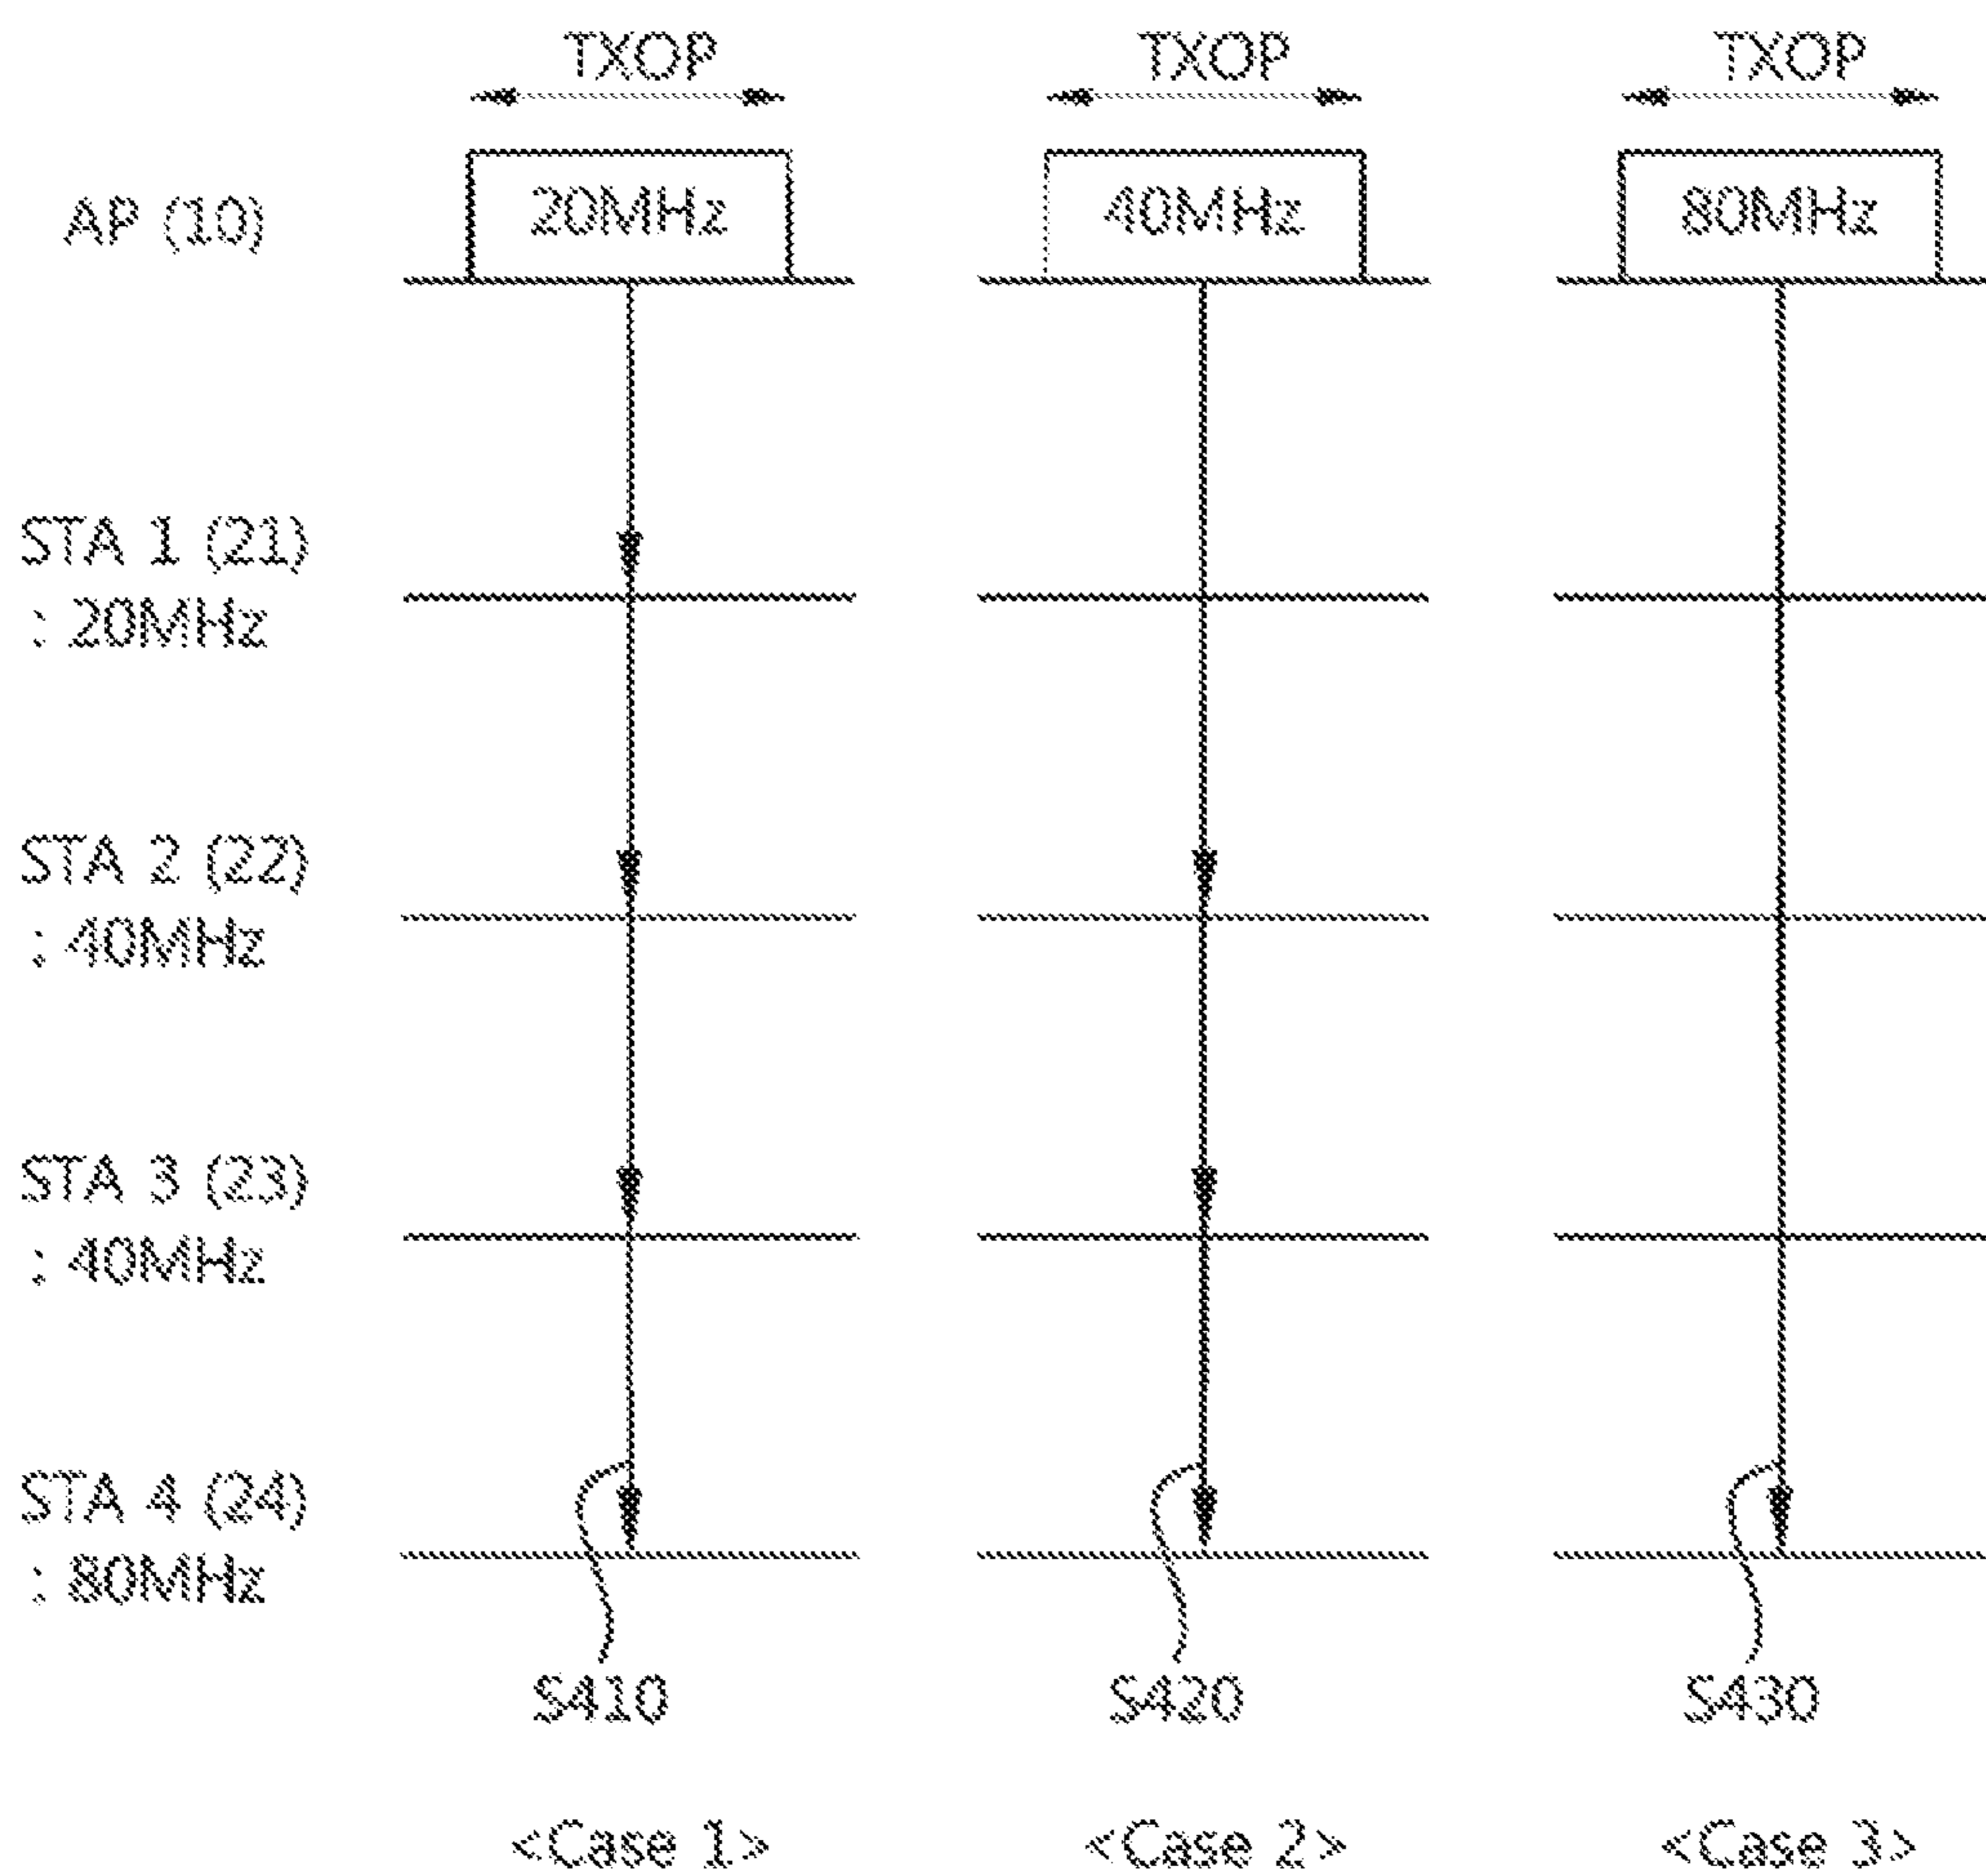 TXOP TXOP TXOP
AP (10) 20MHz 40MHz 80MHz
STA 1 (21)
: 20MHz
STA 2 (22)
: 40MHz
STA 3 (23)
: 40MHz
STA 4 (24)
: 80MHz
S410 S420 S430
<Case 1> <Case 2> <Case 3>